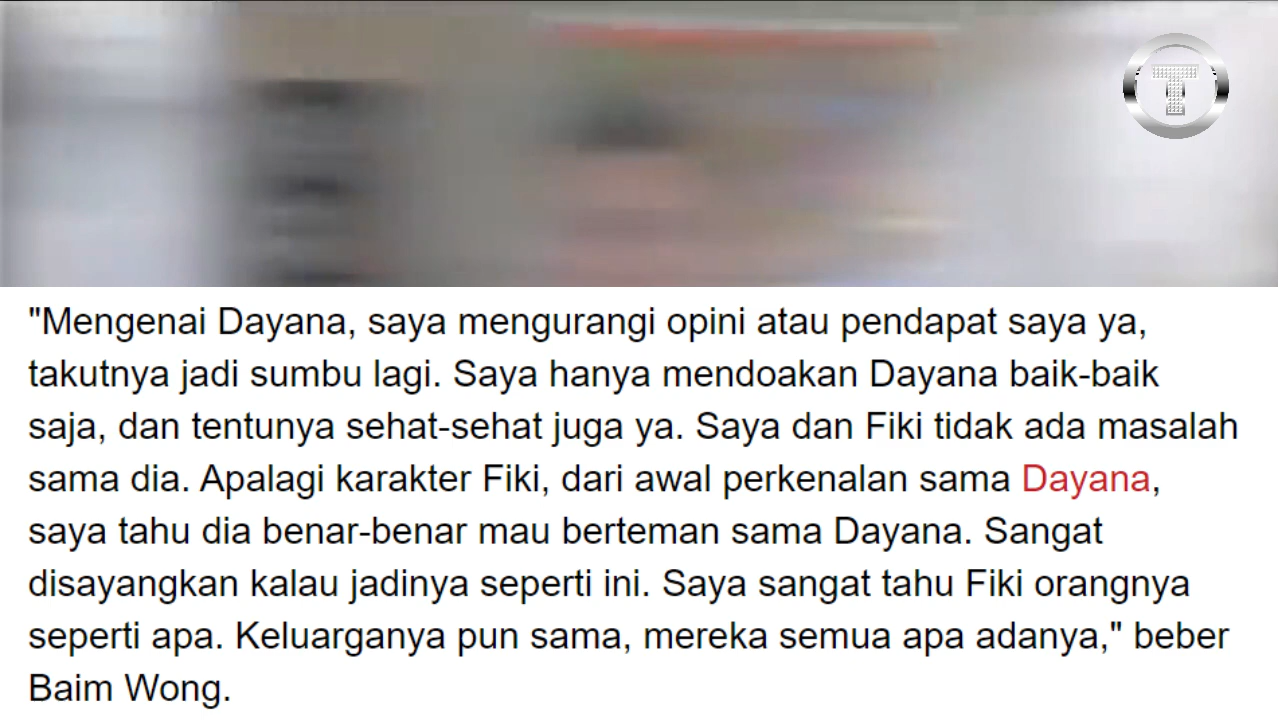 T
"Mengenai Dayana, saya mengurangi opini atau pendapat saya ya,
takutnya jadi sumbu lagi. Saya hanya mendoakan Dayana baik-baik
saja, dan tentunya sehat-sehat juga ya. Saya dan Fiki tidak ada masalah
sama dia. Apalagi karakter Fiki, dari awal perkenalan sama Dayana,
saya tahu dia benar-benar mau berteman sama Dayana. Sangat
disayangkan kalau jadinya seperti ini. Saya sangat tahu Fiki orangnya
seperti apa. Keluarganya pun sama, mereka semua apa adanya," beber
Baim Wong.